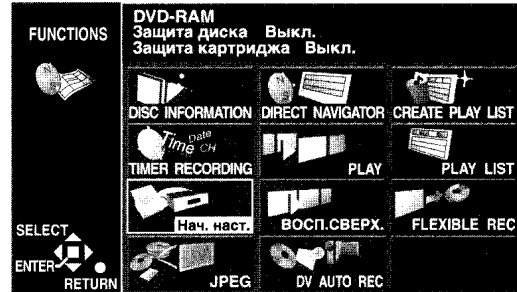 FUNCTIONS
DVD-RAM
Защита диска Выкл.
Защита картриджа Выкл.
DISC INFORMATION
DIRECT NAVIGATOR
CREATE PLAY LIST
Time Date CH
TIMER RECORDING
PLAY
PLAY LIST
Нач. наст.
ВОСП.СВЕРХ.
FLEXIBLE REC
JPEG
DV AUTO REC
SELECT
ENTER
RETURN